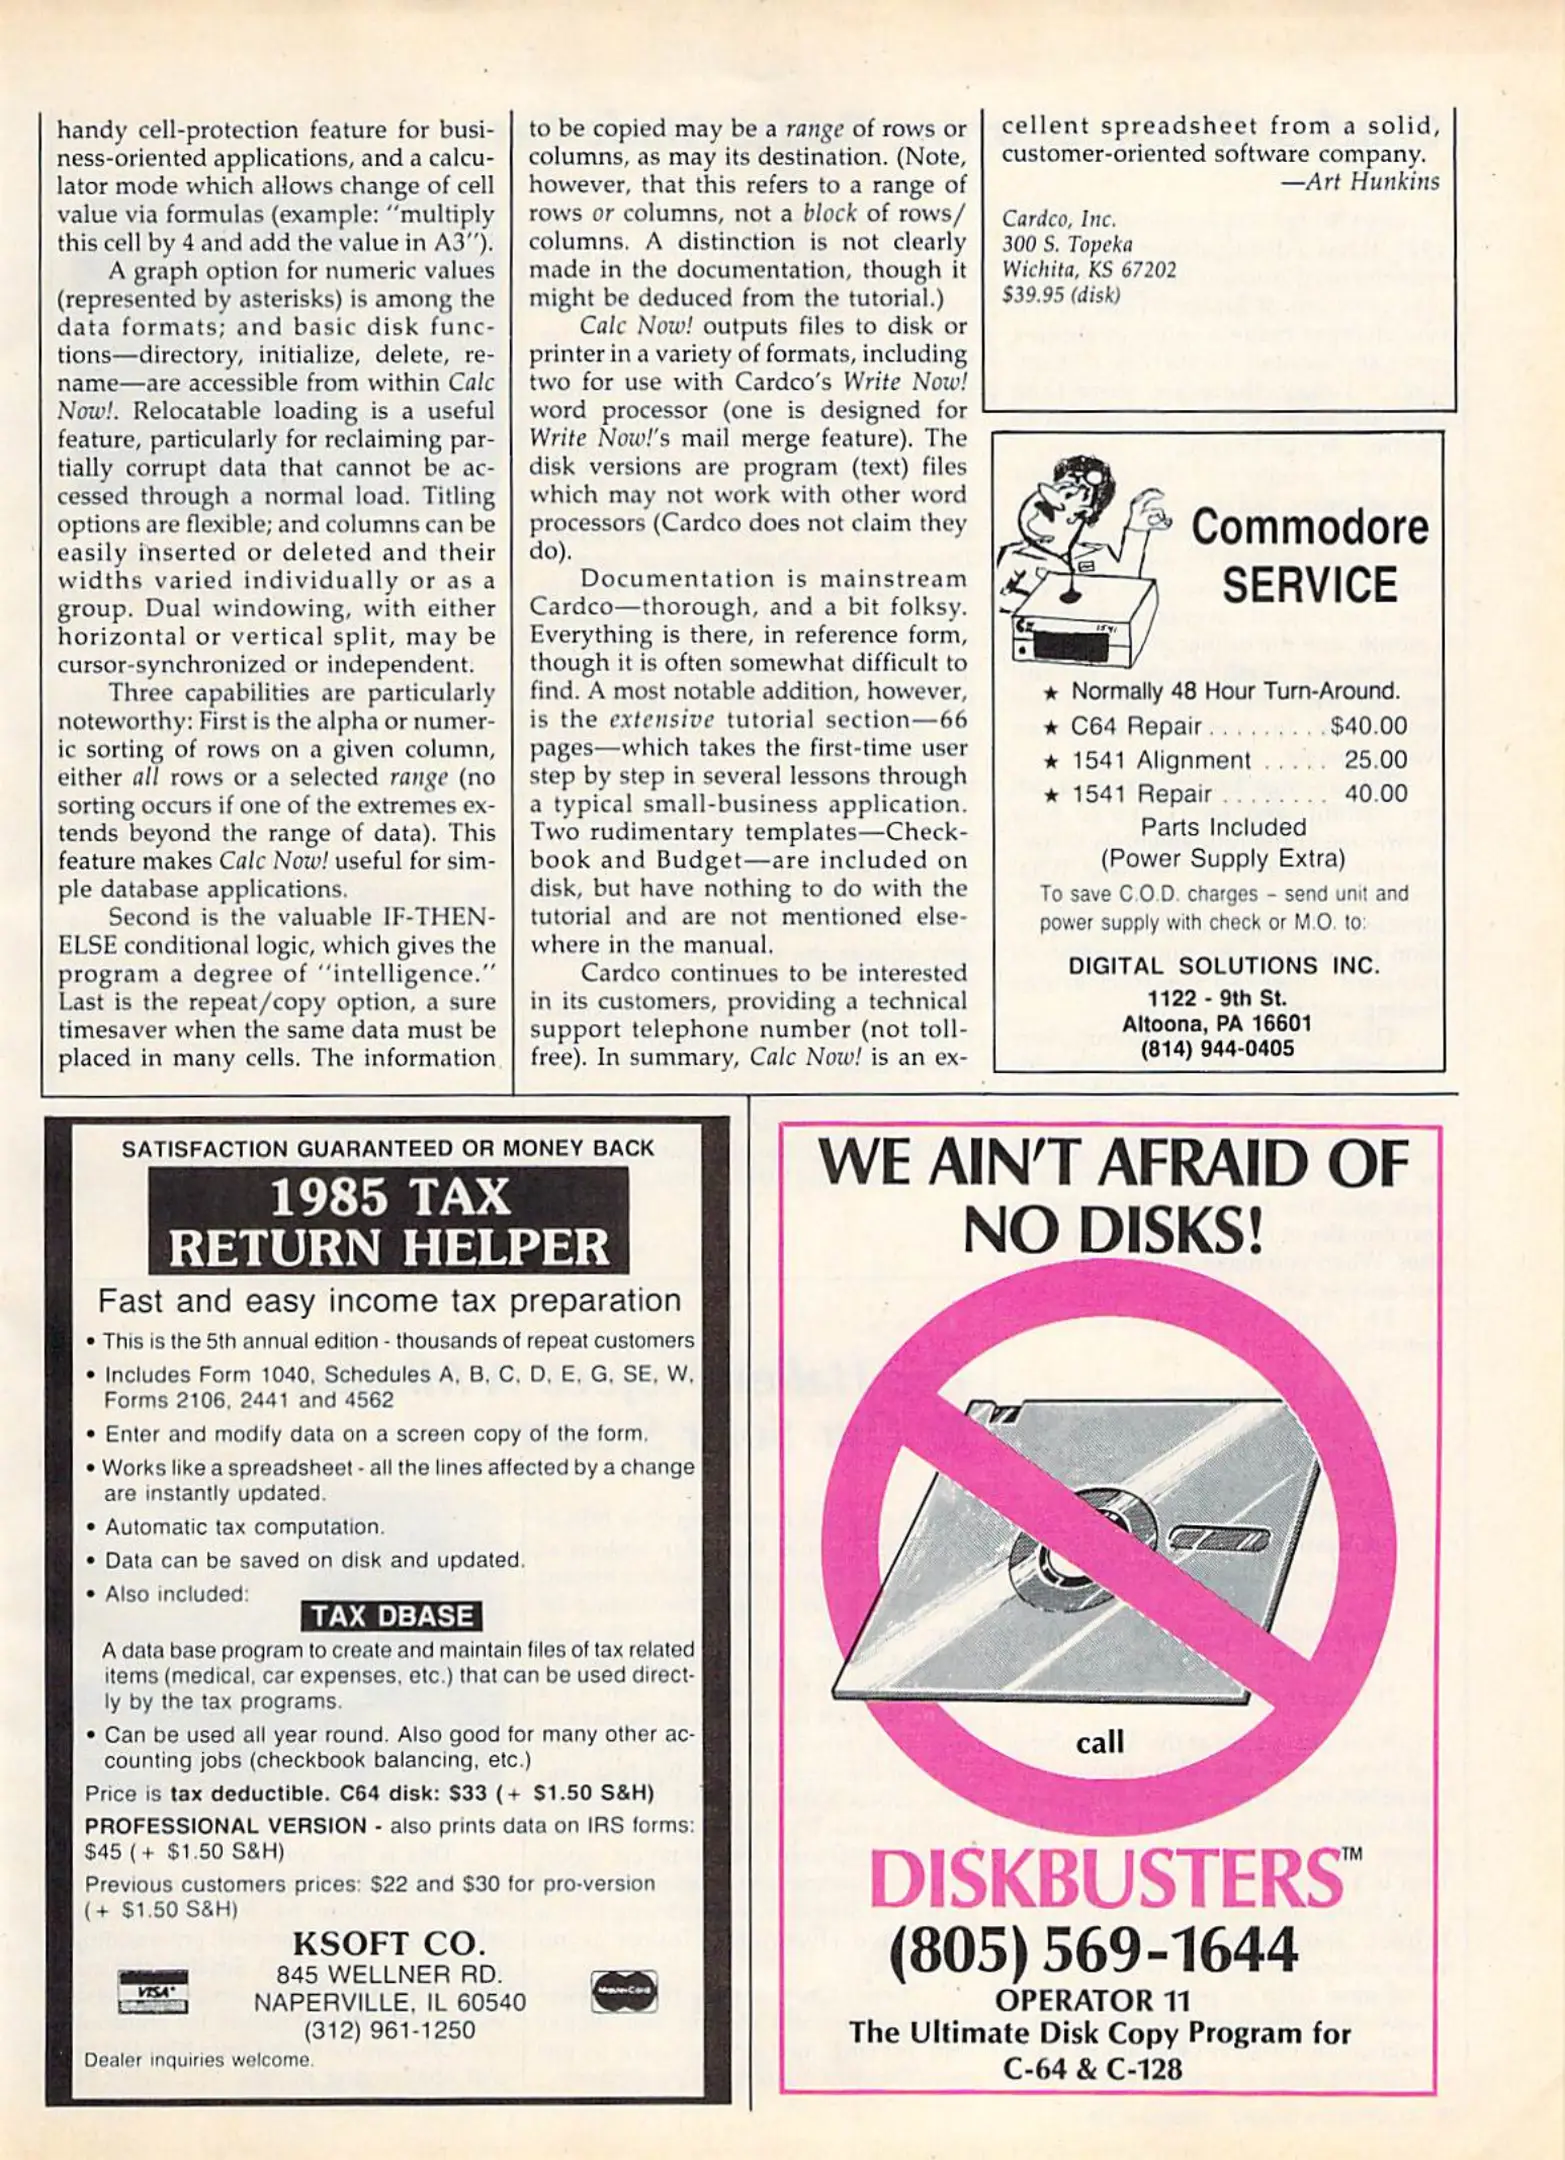 handy cell-protection feature for busi-
ness-oriented applications, and a calcu-
lator mode which allows change of cell
value via formulas (example: "multiply
this cell by 4 and add the value in A3").
A graph option for numeric values
(represented by asterisks) is among the
data formats; and basic disk func-
tions—directory, initialize, delete, re-
name—are accessible from within Calc
Now!. Relocatable loading is a useful
feature, particularly for reclaiming par-
tially corrupt data that cannot be ac-
cessed through a normal load. Titling
options are flexible; and columns can be
easily inserted or deleted and their
widths varied individually or as a
group. Dual windowing, with either
horizontal or vertical split, may be
cursor-synchronized or independent.
Three capabilities are particularly
noteworthy: First is the alpha or numer-
ic sorting of rows on a given column,
either all rows or a selected range (no
sorting occurs if one of the extremes ex-
tends beyond the range of data). This
feature makes Calc Now! useful for sim-
ple database applications.
Second is the valuable IF-THEN-
ELSE conditional logic, which gives the
program a degree of "intelligence."
Last is the repeat/copy option, a sure
timesaver when the same data must be
placed in many cells. The information
to be copied may be a range of rows or
columns, as may its destination. (Note,
however, that this refers to a range of
rows or columns, not a block of rows/
columns. A distinction is not clearly
made in the documentation, though it
might be deduced from the tutorial.)
Calc Now! outputs files to disk or
printer in a variety of formats, including
two for use with Cardco's Write Now!
word processor (one is designed for
Write Now!'s mail merge feature). The
disk versions are program (text) files
which may not work with other word
processors (Cardco does not claim they
do).
Documentation is mainstream
Cardco—thorough, and a bit folksy.
Everything is there, in reference form,
though it is often somewhat difficult to
find. A most notable addition, however,
is the extensive tutorial section—66
pages—which takes the first-time user
step by step in several lessons through
a typical small-business application.
Two rudimentary templates—Check-
book and Budget—are included on
disk, but have nothing to do with the
tutorial and are not mentioned else-
where in the manual.
Cardco continues to be interested
in its customers, providing a technical
support telephone number (not toll-
free). In summary, Calc Now! is an ex-
cellent spreadsheet from a solid,
customer-oriented software company.
—Art Hunkins
Cardco, Inc.
300 S. Topeka
Wichita, KS 67202
$39.95 (disk)
Commodore
SERVICE
1541
★ Normally 48 Hour Turn-Around.
★ C64 Repair . . . . . . . . . $40.00
★ 1541 Alignment . . . . . 25.00
★ 1541 Repair . . . . . . . . 40.00
Parts Included
(Power Supply Extra)
To save C.O.D. charges – send unit and
power supply with check or M.O. to:
DIGITAL SOLUTIONS INC.
1122 - 9th St.
Altoona, PA 16601
(814) 944-0405
SATISFACTION GUARANTEED OR MONEY BACK
1985 TAX
RETURN HELPER
Fast and easy income tax preparation
• This is the 5th annual edition - thousands of repeat customers
• Includes Form 1040, Schedules A, B, C, D, E, G, SE, W,
Forms 2106, 2441 and 4562
• Enter and modify data on a screen copy of the form.
• Works like a spreadsheet - all the lines affected by a change
are instantly updated.
• Automatic tax computation.
• Data can be saved on disk and updated.
• Also included:
TAX DBASE
A data base program to create and maintain files of tax related
items (medical, car expenses, etc.) that can be used direct-
ly by the tax programs.
• Can be used all year round. Also good for many other ac-
counting jobs (checkbook balancing, etc.)
Price is tax deductible. C64 disk: $33 (+ $1.50 S&H)
PROFESSIONAL VERSION - also prints data on IRS forms:
$45 (+ $1.50 S&H)
Previous customers prices: $22 and $30 for pro-version
(+ $1.50 S&H)
KSOFT CO.
845 WELLNER RD.
NAPERVILLE, IL 60540
(312) 961-1250
VISA
MasterCard
Dealer inquiries welcome.
WE AIN'T AFRAID OF
NO DISKS!
call
DISKBUSTERS™
(805) 569-1644
OPERATOR 11
The Ultimate Disk Copy Program for
C-64 & C-128